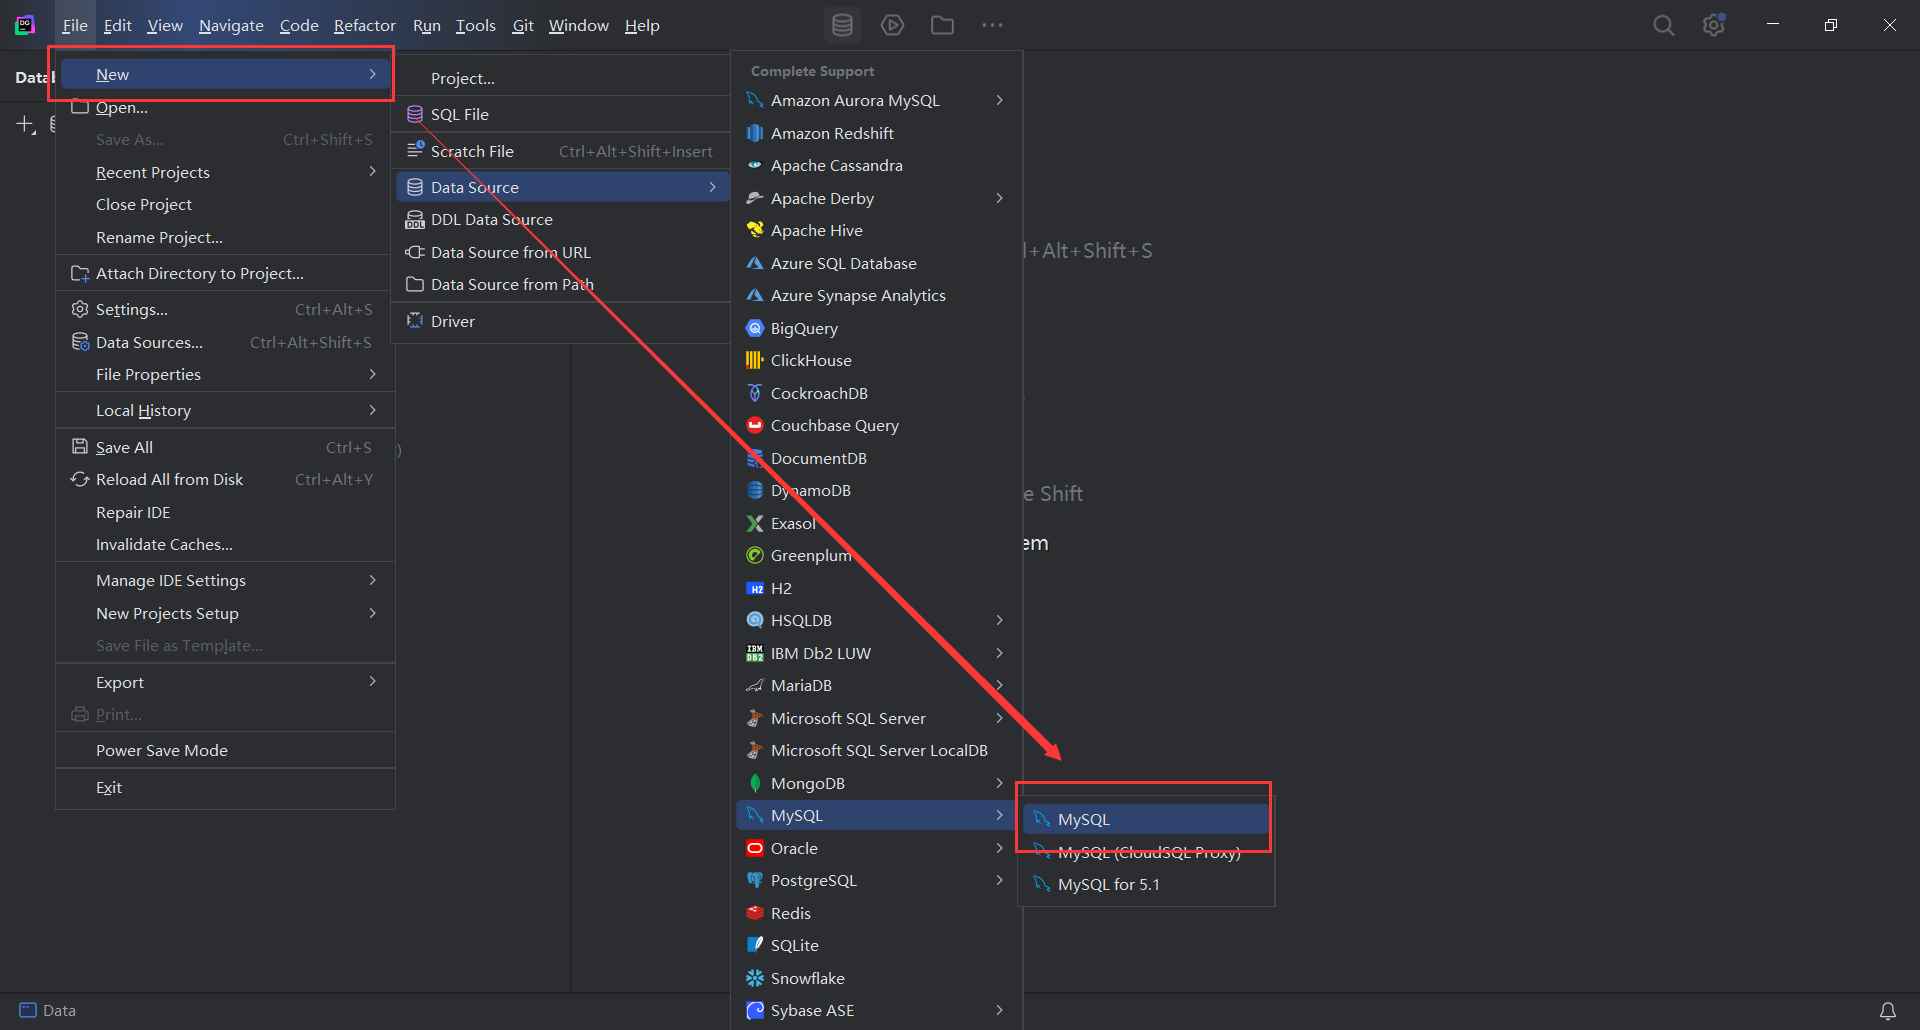 File Edit View Navigate Code Refactor Run Tools Git Window Help
Datab
New
Open...
Save As... Ctrl+Shift+S
Recent Projects
Close Project
Rename Project...
Attach Directory to Project...
Settings... Ctrl+Alt+S
Data Sources... Ctrl+Alt+Shift+S
File Properties
Local History
Save All Ctrl+S
Reload All from Disk Ctrl+Alt+Y
Repair IDE
Invalidate Caches...
Manage IDE Settings
New Projects Setup
Save File as Template...
Export
Print...
Power Save Mode
Exit
Project...
SQL File
Scratch File Ctrl+Alt+Shift+Insert
Data Source
DDL Data Source
Data Source from URL
Data Source from Path
Driver
Complete Support
Amazon Aurora MySQL
Amazon Redshift
Apache Cassandra
Apache Derby
Apache Hive
Azure SQL Database
Azure Synapse Analytics
BigQuery
ClickHouse
CockroachDB
Couchbase Query
DocumentDB
DynamoDB
Exasol
Greenplum
H2
HSQLDB
IBM Db2 LUW
MariaDB
Microsoft SQL Server
Microsoft SQL Server LocalDB
MongoDB
MySQL
Oracle
PostgreSQL
Redis
SQLite
Snowflake
Sybase ASE
MySQL
MySQL (CloudSQL Proxy)
MySQL for 5.1
l+Alt+Shift+S
e Shift
em
)
Data